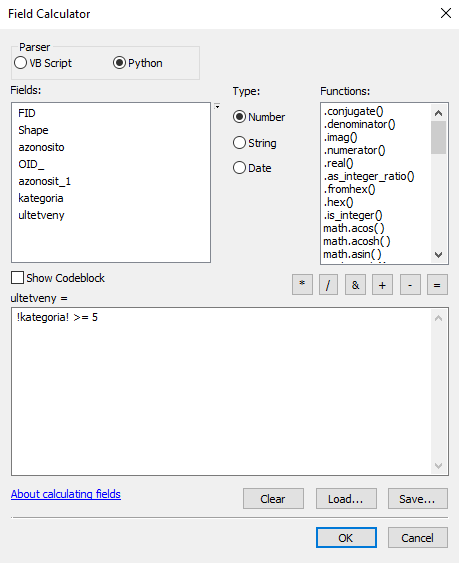 Field Calculator
Parser
VB Script
Python
Fields:
Type:
Functions:
FID
Shape
azonosito
OID_
azonosit_1
kategoria
ultetveny
Number
String
Date
.conjugate()
.denominator()
.imag()
.numerator()
.real()
.as_integer_ratio()
.fromhex()
.hex()
.is_integer()
math.acos( )
math.acosh( )
math.asin( )
Show Codeblock
* / & + - =
ultetveny =
!kategoria! >= 5
About calculating fields
Clear
Load...
Save...
OK
Cancel